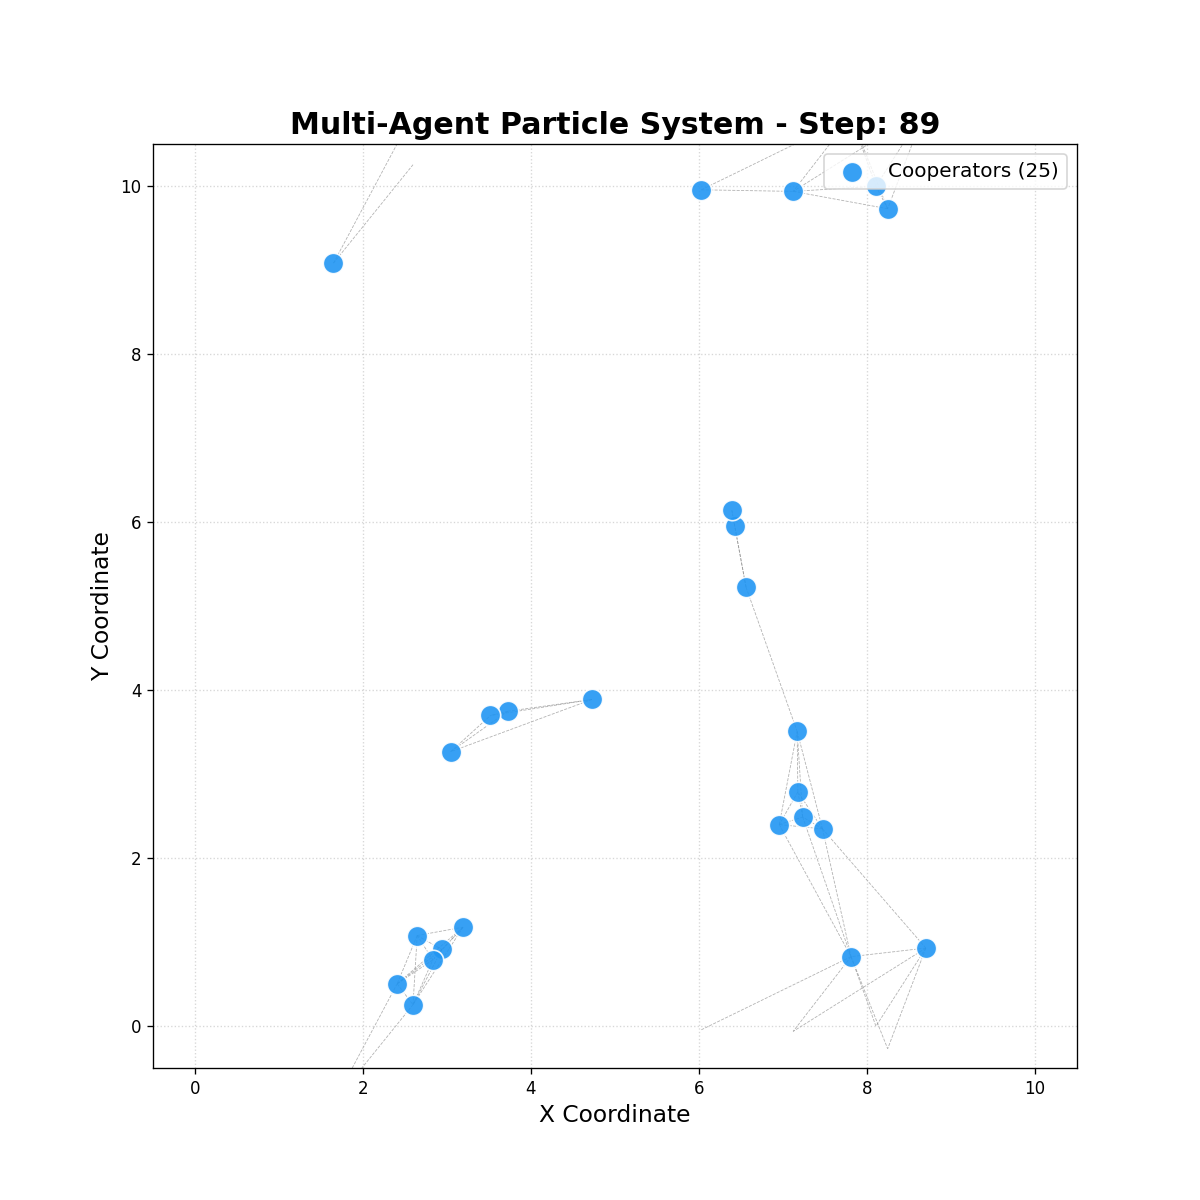 Multi-Agent Particle System - Step: 89
Cooperators (25)
10
8
6
4
2
0
Y Coordinate
0 2 4 6 8 10
X Coordinate